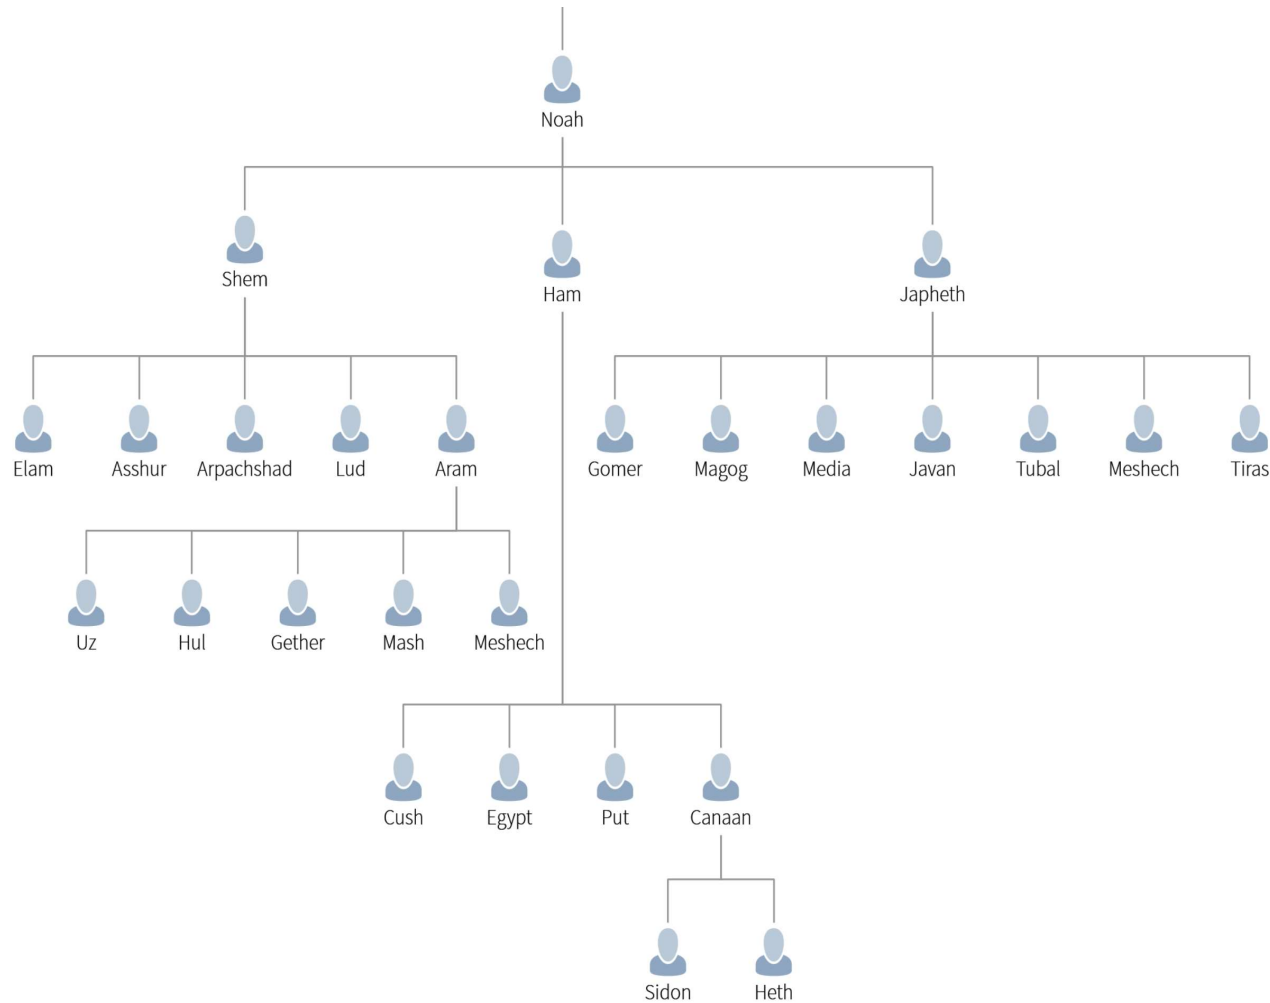 Noah
Shem
Ham
Japheth
Elam
Asshur
Arpachshad
Lud
Aram
Gomer
Magog
Media
Javan
Tubal
Meshech
Tiras
Uz
Hul
Gether
Mash
Meshech
Cush
Egypt
Put
Canaan
Sidon
Heth